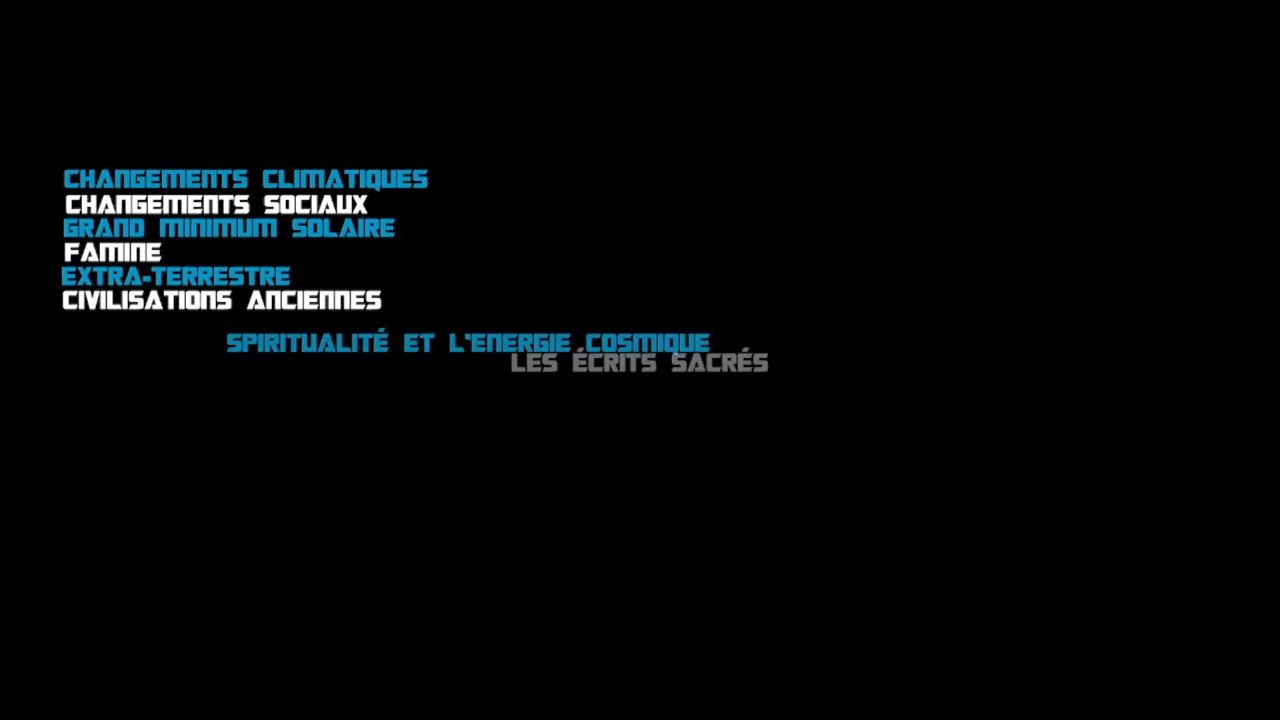 CHANGEMENTS CLIMATIQUES
CHANGEMENTS SOCIAUX
GRAND MINIMUM SOLAIRE
FAMINE
EXTRA-TERRESTRE
CIVILISATIONS ANCIENNES
SPIRITUALITÉ ET L'ENERGIE COSMIQUE
LES ÉCRITS SACRÉS